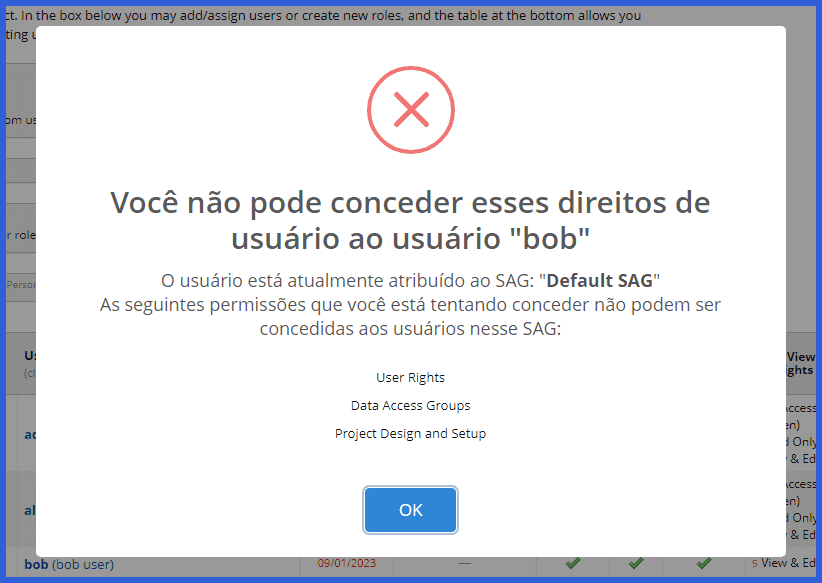 ct. In the box below you may add/assign users or create new roles, and the table at the bottom allows you
ting
Você não pode conceder esses direitos de
usuário ao usuário "bob"
O usuário está atualmente atribuído ao SAG: "Default SAG"
As seguintes permissões que você está tentando conceder não podem ser
concedidas aos usuários nesse SAG:
User Rights
Data Access Groups
Project Design and Setup
OK
om us
r role
Person
Us
(cl
View
ights
ad
ccess
en)
d Only
& Ed
al
ccess
en)
d Only
& Ed
bob (bob user)
09/01/2023
—
5 View & Edi